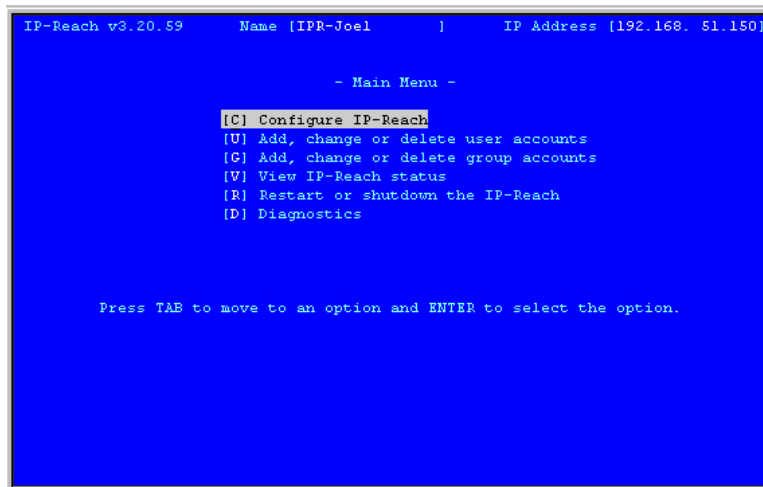 IP-Reach v3.20.59 Name [IPR-Joel ] IP Address [192.168. 51.150]
- Main Menu -
[C] Configure IP-Reach
[U] Add, change or delete user accounts
[G] Add, change or delete group accounts
[V] View IP-Reach status
[R] Restart or shutdown the IP-Reach
[D] Diagnostics
Press TAB to move to an option and ENTER to select the option.